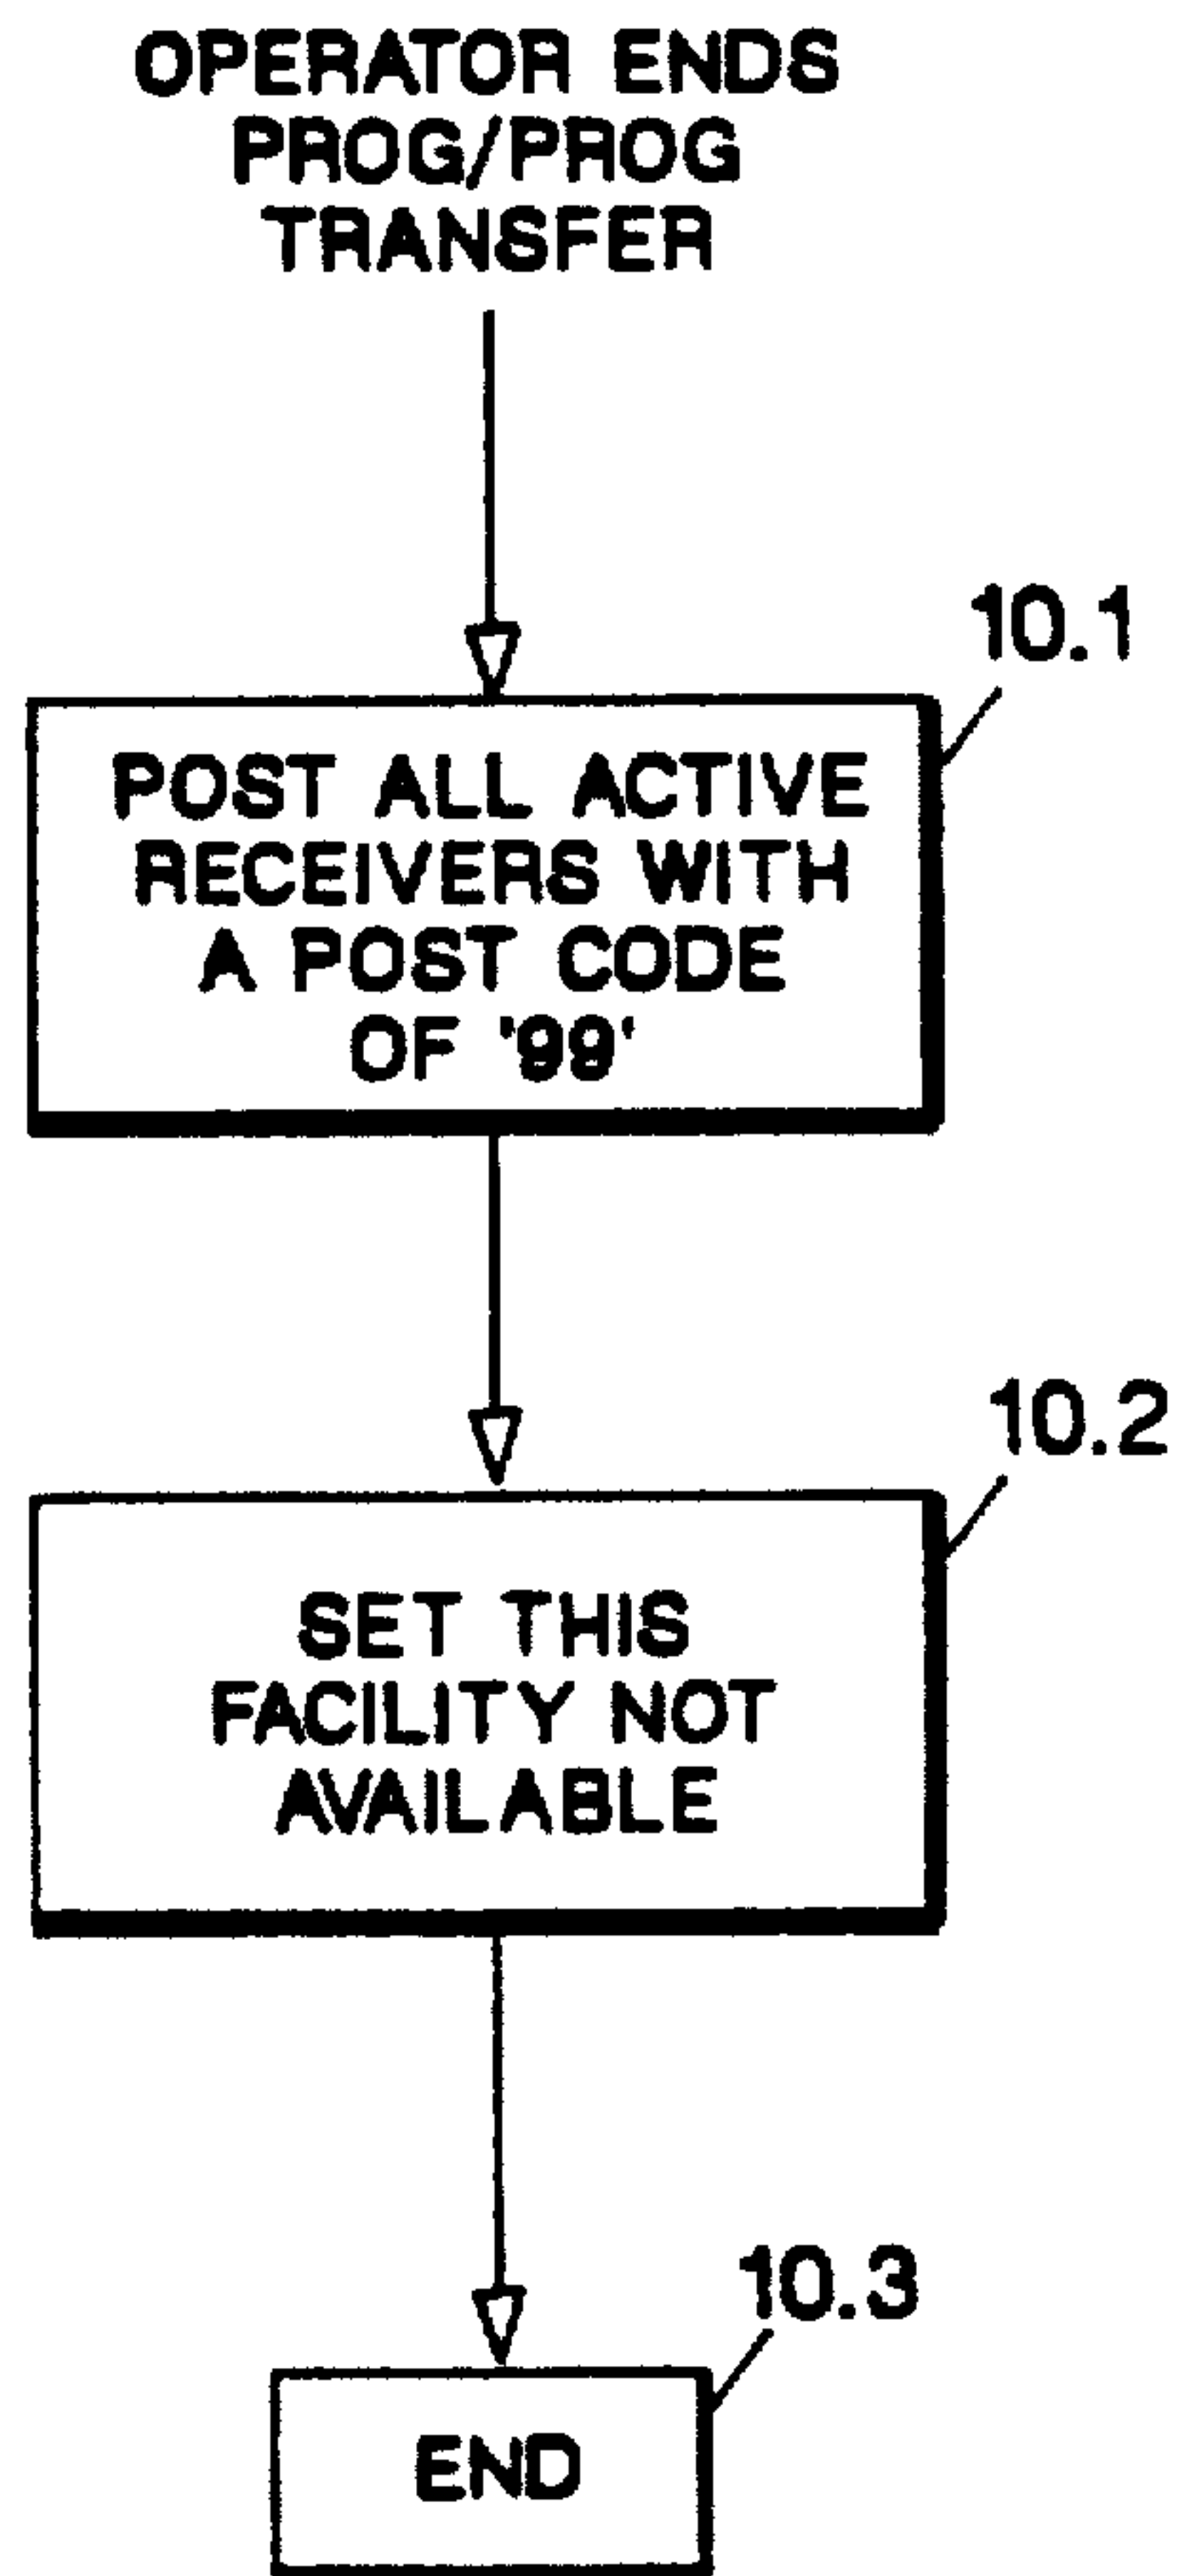 OPERATOR ENDS
PROG/PROG
TRANSFER
10.1
POST ALL ACTIVE
RECEIVERS WITH
A POST CODE
OF '99'
10.2
SET THIS
FACILITY NOT
AVAILABLE
10.3
END